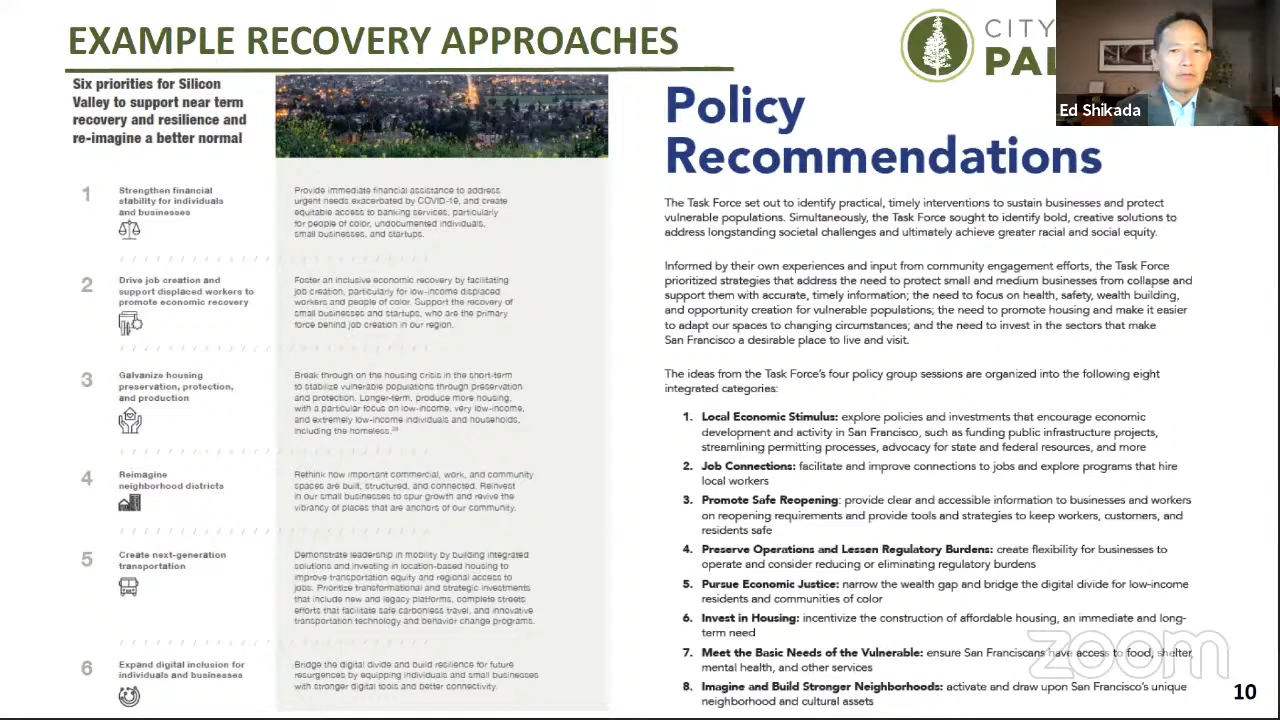 EXAMPLE RECOVERY APPROACHES
CITY
PAL
Ed Shikada
Six priorities for Silicon
Valley to support near term
recovery and resilience and
re-imagine a better normal
1
Strengthen financial
stability for individuals
and businesses
Provide immediate financial assistance to address
urgent needs exacerbated by COVID-19, and create
equitable access to banking services, particularly
for people of color, undocumented individuals,
small businesses, and startups.
2
Drive job creation and
support displaced workers to
promote economic recovery
Foster an inclusive economic recovery by facilitating
job creation, particularly for low-income displaced
workers and people of color. Support the recovery of
small businesses and startups, who are the primary
force behind job creation in our region.
3
Galvanize housing
preservation, protection,
and production
Break through on the housing crisis in the short-term
to stabilize vulnerable populations through preservation
and protection. Longer-term, produce more housing,
with a particular focus on low-income, very low-income,
and extremely low-income individuals and households,
including the homeless.
4
Reimagine
neighborhood districts
Rethink how important commercial, work, and community
spaces are built, structured, and connected. Reinvest
in our small businesses to spur growth and revive the
vibrancy of places that are anchors of our community.
5
Create next-generation
transportation
Demonstrate leadership in mobility by building integrated
solutions and investing in location-based housing to
improve transportation equity and regional access to
jobs. Prioritize transformational and strategic investments
that include new and legacy platforms, complete streets
efforts that facilitate safe carbonless travel, and innovative
transportation technology and behavior change programs.
6
Expand digital inclusion for
individuals and businesses
Bridge the digital divide and build resilience for future
resurgences by equipping individuals and small businesses
with stronger digital tools and better connectivity.
Policy
Recommendations
The Task Force set out to identify practical, timely interventions to sustain businesses and protect
vulnerable populations. Simultaneously, the Task Force sought to identify bold, creative solutions to
address longstanding societal challenges and ultimately achieve greater racial and social equity.
Informed by their own experiences and input from community engagement efforts, the Task Force
prioritized strategies that address the need to protect small and medium businesses from collapse and
support them with accurate, timely information; the need to focus on health, safety, wealth building,
and opportunity creation for vulnerable populations; the need to promote housing and make it easier
to adapt our spaces to changing circumstances; and the need to invest in the sectors that make
San Francisco a desirable place to live and visit.
The ideas from the Task Force's four policy group sessions are organized into the following eight
integrated categories:
1. Local Economic Stimulus: explore policies and investments that encourage economic
development and activity in San Francisco, such as funding public infrastructure projects,
streamlining permitting processes, advocacy for state and federal resources, and more
2. Job Connections: facilitate and improve connections to jobs and explore programs that hire
local workers
3. Promote Safe Reopening: provide clear and accessible information to businesses and workers
on reopening requirements and provide tools and strategies to keep workers, customers, and
residents safe
4. Preserve Operations and Lessen Regulatory Burdens: create flexibility for businesses to
operate and consider reducing or eliminating regulatory burdens
5. Pursue Economic Justice: narrow the wealth gap and bridge the digital divide for low-income
residents and communities of color
6. Invest in Housing: incentivize the construction of affordable housing, an immediate and long-
term need
7. Meet the Basic Needs of the Vulnerable: ensure San Franciscans have access to food, shelter,
mental health, and other services
8. Imagine and Build Stronger Neighborhoods: activate and draw upon San Francisco's unique
neighborhood and cultural assets
zoom
10